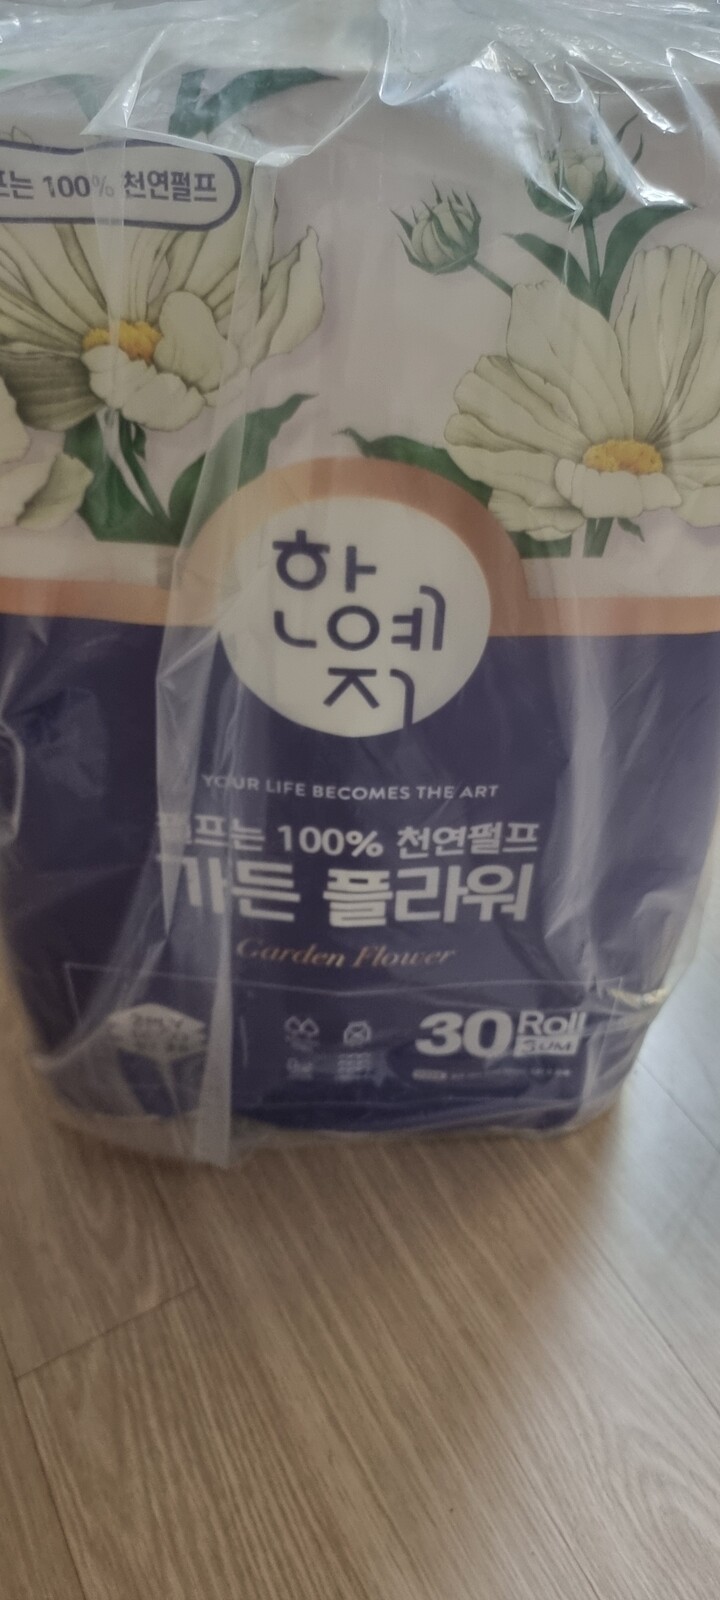 프는 100% 천연펄프
한
예
지
YOUR LIFE BECOMES THE ART
펄프는 100% 천연펄프
가든 플라워
Garden Flower
30 Roll
3UM